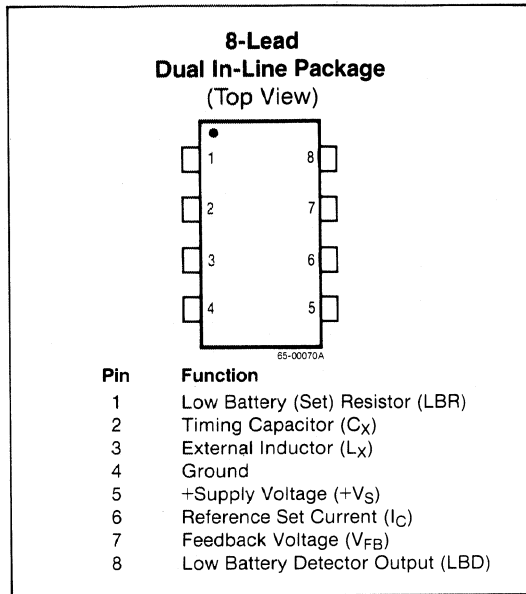 8-Lead
Dual In-Line Package
(Top View)
1 8
2 7
3 6
4 5
65-00070A
Pin Function
1 Low Battery (Set) Resistor (LBR)
2 Timing Capacitor (CX)
3 External Inductor (LX)
4 Ground
5 +Supply Voltage (+VS)
6 Reference Set Current (IC)
7 Feedback Voltage (VFB)
8 Low Battery Detector Output (LBD)